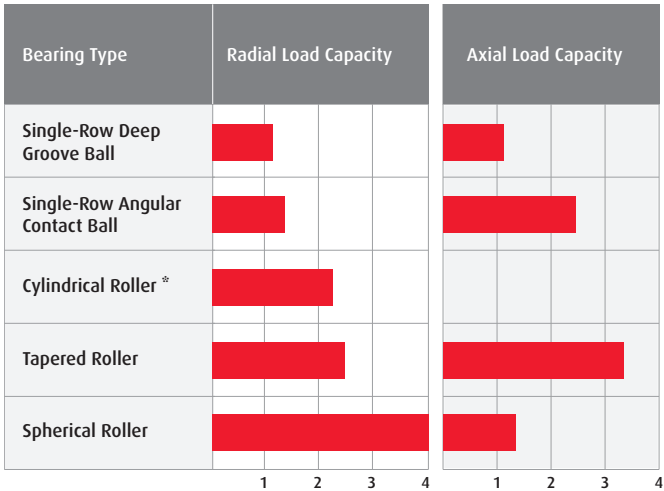 Bearing Type
Radial Load Capacity
Axial Load Capacity
Single-Row Deep
Groove Ball
Single-Row Angular
Contact Ball
Cylindrical Roller *
Tapered Roller
Spherical Roller
1 2 3 4
1 2 3 4